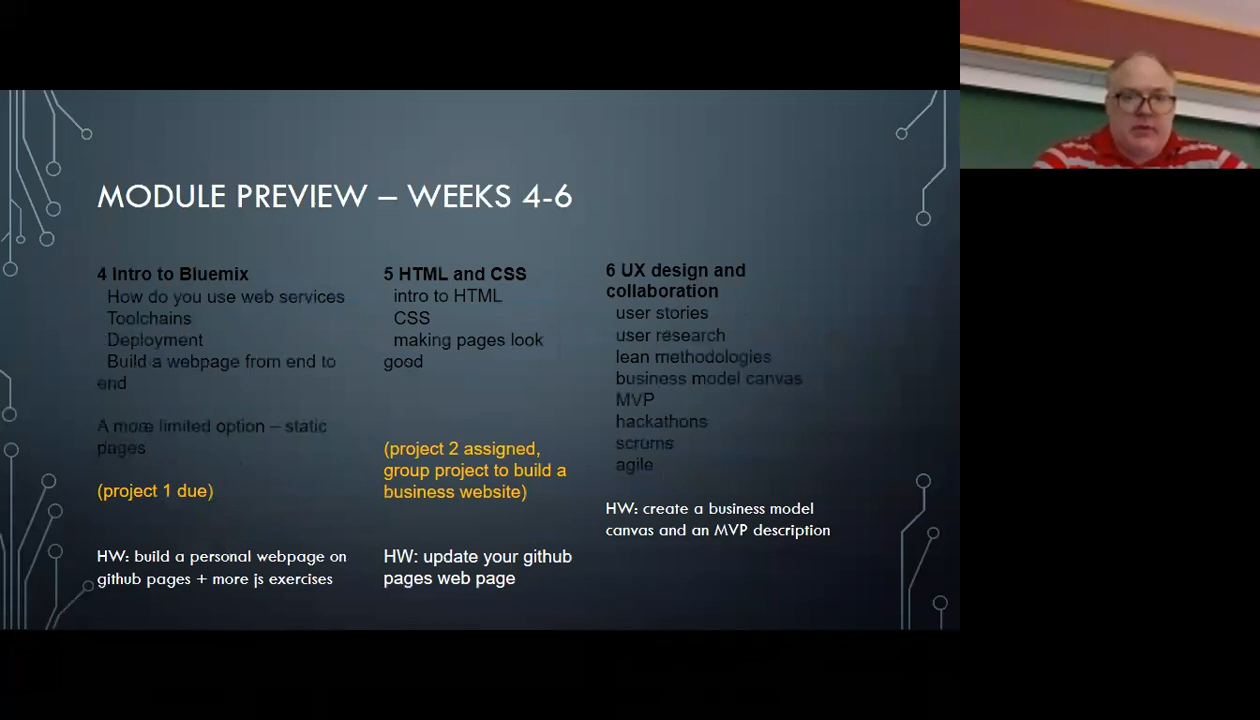 MODULE PREVIEW – WEEKS 4-6
4 Intro to Bluemix
How do you use web services
Toolchains
Deployment
Build a webpage from end to
end
A more limited option – static
pages
(project 1 due)
HW: build a personal webpage on
github pages + more js exercises
5 HTML and CSS
intro to HTML
CSS
making pages look
good
(project 2 assigned,
group project to build a
business website)
HW: update your github
pages web page
6 UX design and
collaboration
user stories
user research
lean methodologies
business model canvas
MVP
hackathons
scrums
agile
HW: create a business model
canvas and an MVP description